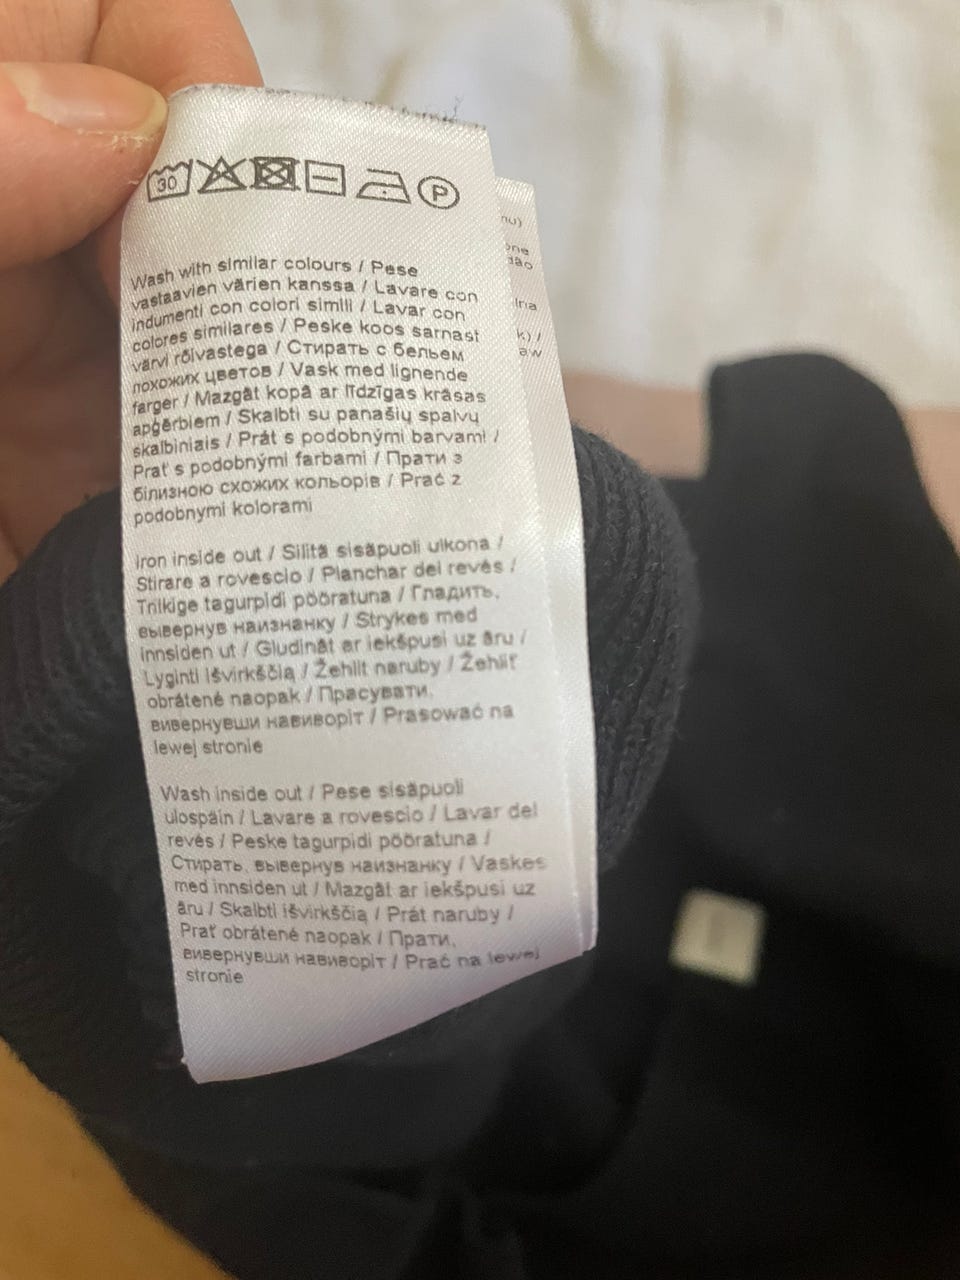 30 P
Wash with similar colours / Pese
vastaavien värien kanssa / Lavare con
indumenti con colori simili / Lavar con
colores similares / Peske koos sarnast
värvi rõivastega / Стирать с бельем
похожих цветов / Vask med lignende
farger / Mazgāt kopā ar līdzīgas krāsas
apģērbiem / Skalbti su panašių spalvų
skalbiniais / Prát s podobnými barvami /
Prať s podobnými farbami / Прати з
білизною схожих кольорів / Prać z
podobnymi kolorami
Iron inside out / Silitä sisäpuoli ulkona /
Stirare a rovescio / Planchar del revés /
Triikige tagurpidi pööratuna / Гладить,
вывернув наизнанку / Strykes med
innsiden ut / Gludināt ar iekšpusi uz āru /
Lyginti išvirkščią / Žehlit naruby / Žehliť
obrátené naopak / Прасувати,
вивернувши навиворіт / Prasować na
lewej stronie
Wash inside out / Pese sisäpuoli
ulospäin / Lavare a rovescio / Lavar del
revés / Peske tagurpidi pööratuna /
Стирать, вывернув наизнанку / Vaskes
med innsiden ut / Mazgāt ar iekšpusi uz
āru / Skalbti išvirkščią / Prát naruby /
Prať obrátené naopak / Прати,
вивернувши навиворіт / Prać na lewej
stronie